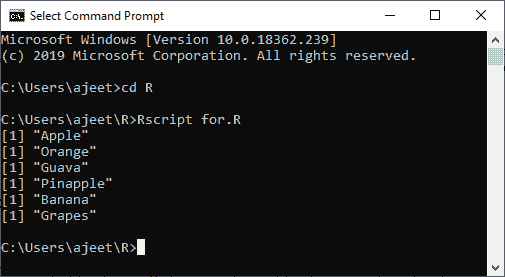 Select Command Prompt
Microsoft Windows [Version 10.0.18362.239]
(c) 2019 Microsoft Corporation. All rights reserved.
C:\Users\ajeet>cd R
C:\Users\ajeet\R>Rscript for.R
[1] "Apple"
[1] "Orange"
[1] "Guava"
[1] "Pinapple"
[1] "Banana"
[1] "Grapes"
C:\Users\ajeet\R>